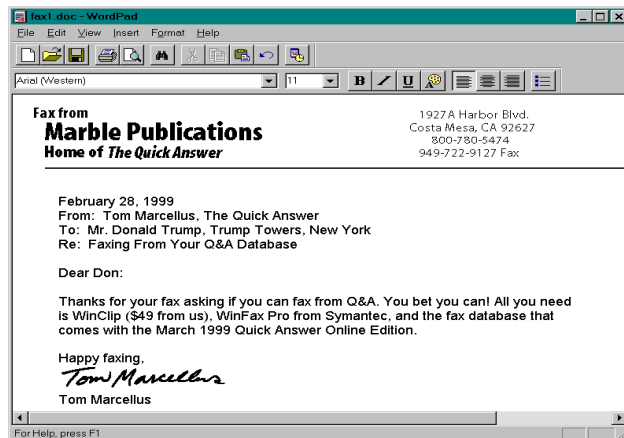 fax1.doc - WordPad
File Edit View Insert Format Help
Arial (Western) 11 B / U
Fax from
Marble Publications
Home of The Quick Answer
1927A Harbor Blvd.
Costa Mesa, CA 92627
800-780-5474
949-722-9127 Fax
February 28, 1999
From: Tom Marcellus, The Quick Answer
To: Mr. Donald Trump, Trump Towers, New York
Re: Faxing From Your Q&A Database
Dear Don:
Thanks for your fax asking if you can fax from Q&A. You bet you can! All you need
is WinClip ($49 from us), WinFax Pro from Symantec, and the fax database that
comes with the March 1999 Quick Answer Online Edition.
Happy faxing,
Tom Marcellus
Tom Marcellus
For Help, press F1